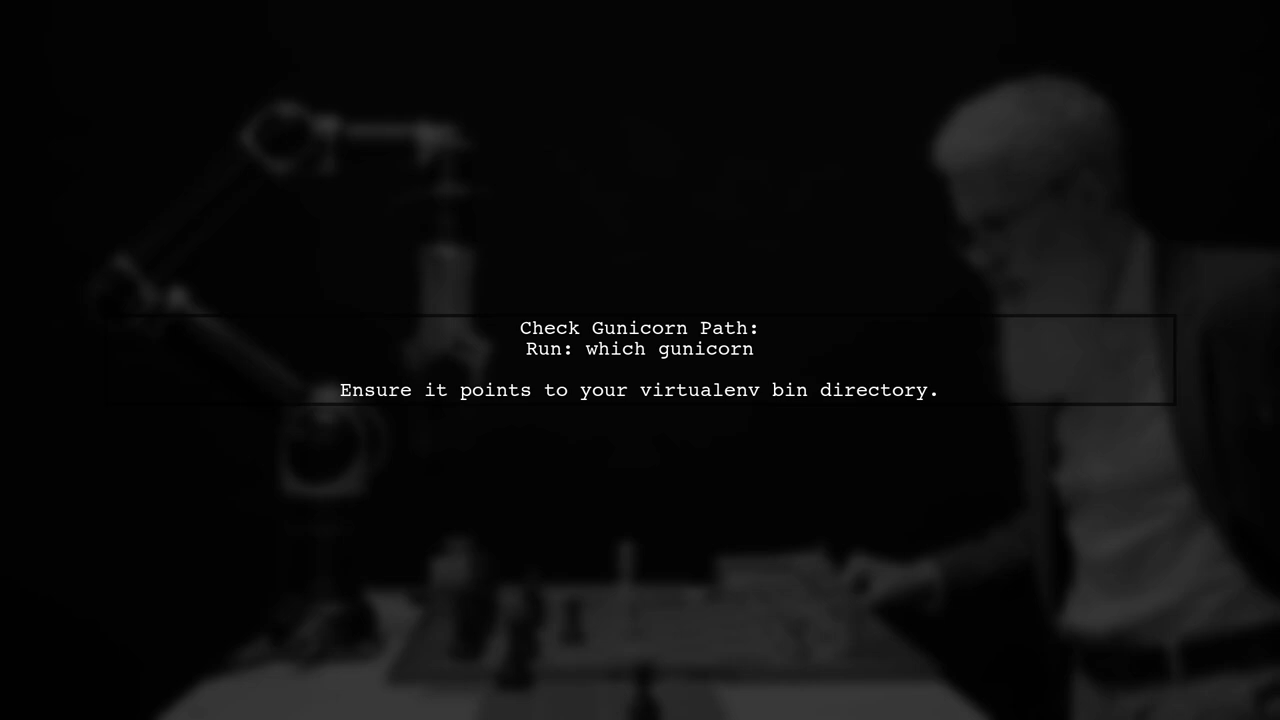 Check Gunicorn Path:
Run: which gunicorn
Ensure it points to your virtualenv bin directory.